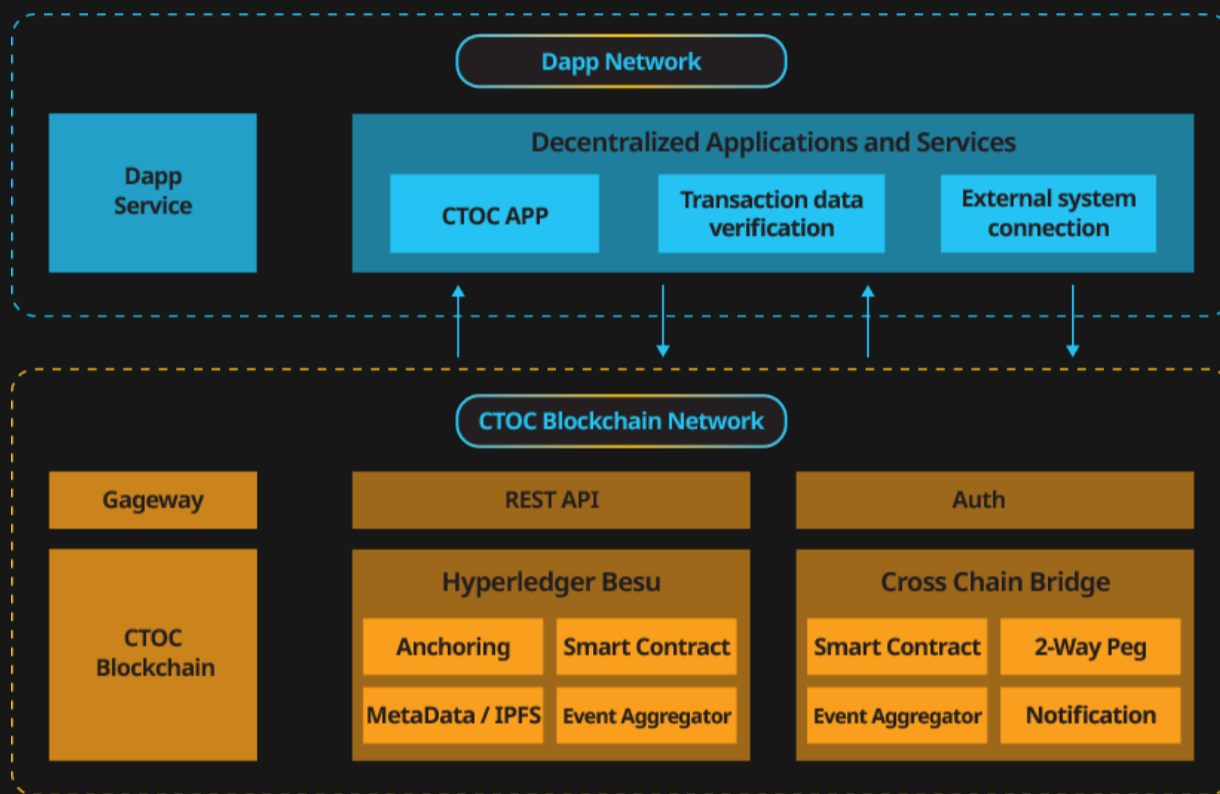 Dapp Network
Dapp
Service
Decentralized Applications and Services
CTOC APP
Transaction data
verification
External system
connection
CTOC Blockchain Network
Gageway
REST API
Auth
CTOC
Blockchain
Hyperledger Besu
Anchoring
Smart Contract
MetaData / IPFS
Event Aggregator
Cross Chain Bridge
Smart Contract
2-Way Peg
Event Aggregator
Notification